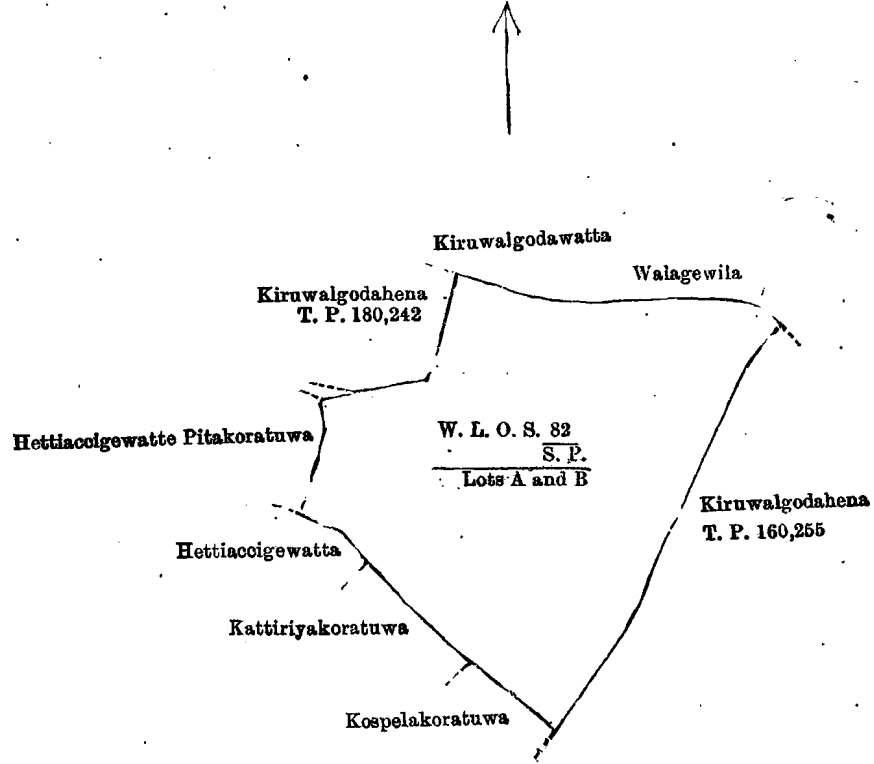 Kiruwalgodawatta
Walagewila
Kiruwalgodahena
T. P. 180,242
Hettiaccigewatte Pitakoratuwa
W. L. O. S. 82
S. P.
Lots A and B
Kiruwalgodahena
T. P. 160,255
Hettiaccigewatta
Kattiriyakoratuwa
Kospelakoratuwa